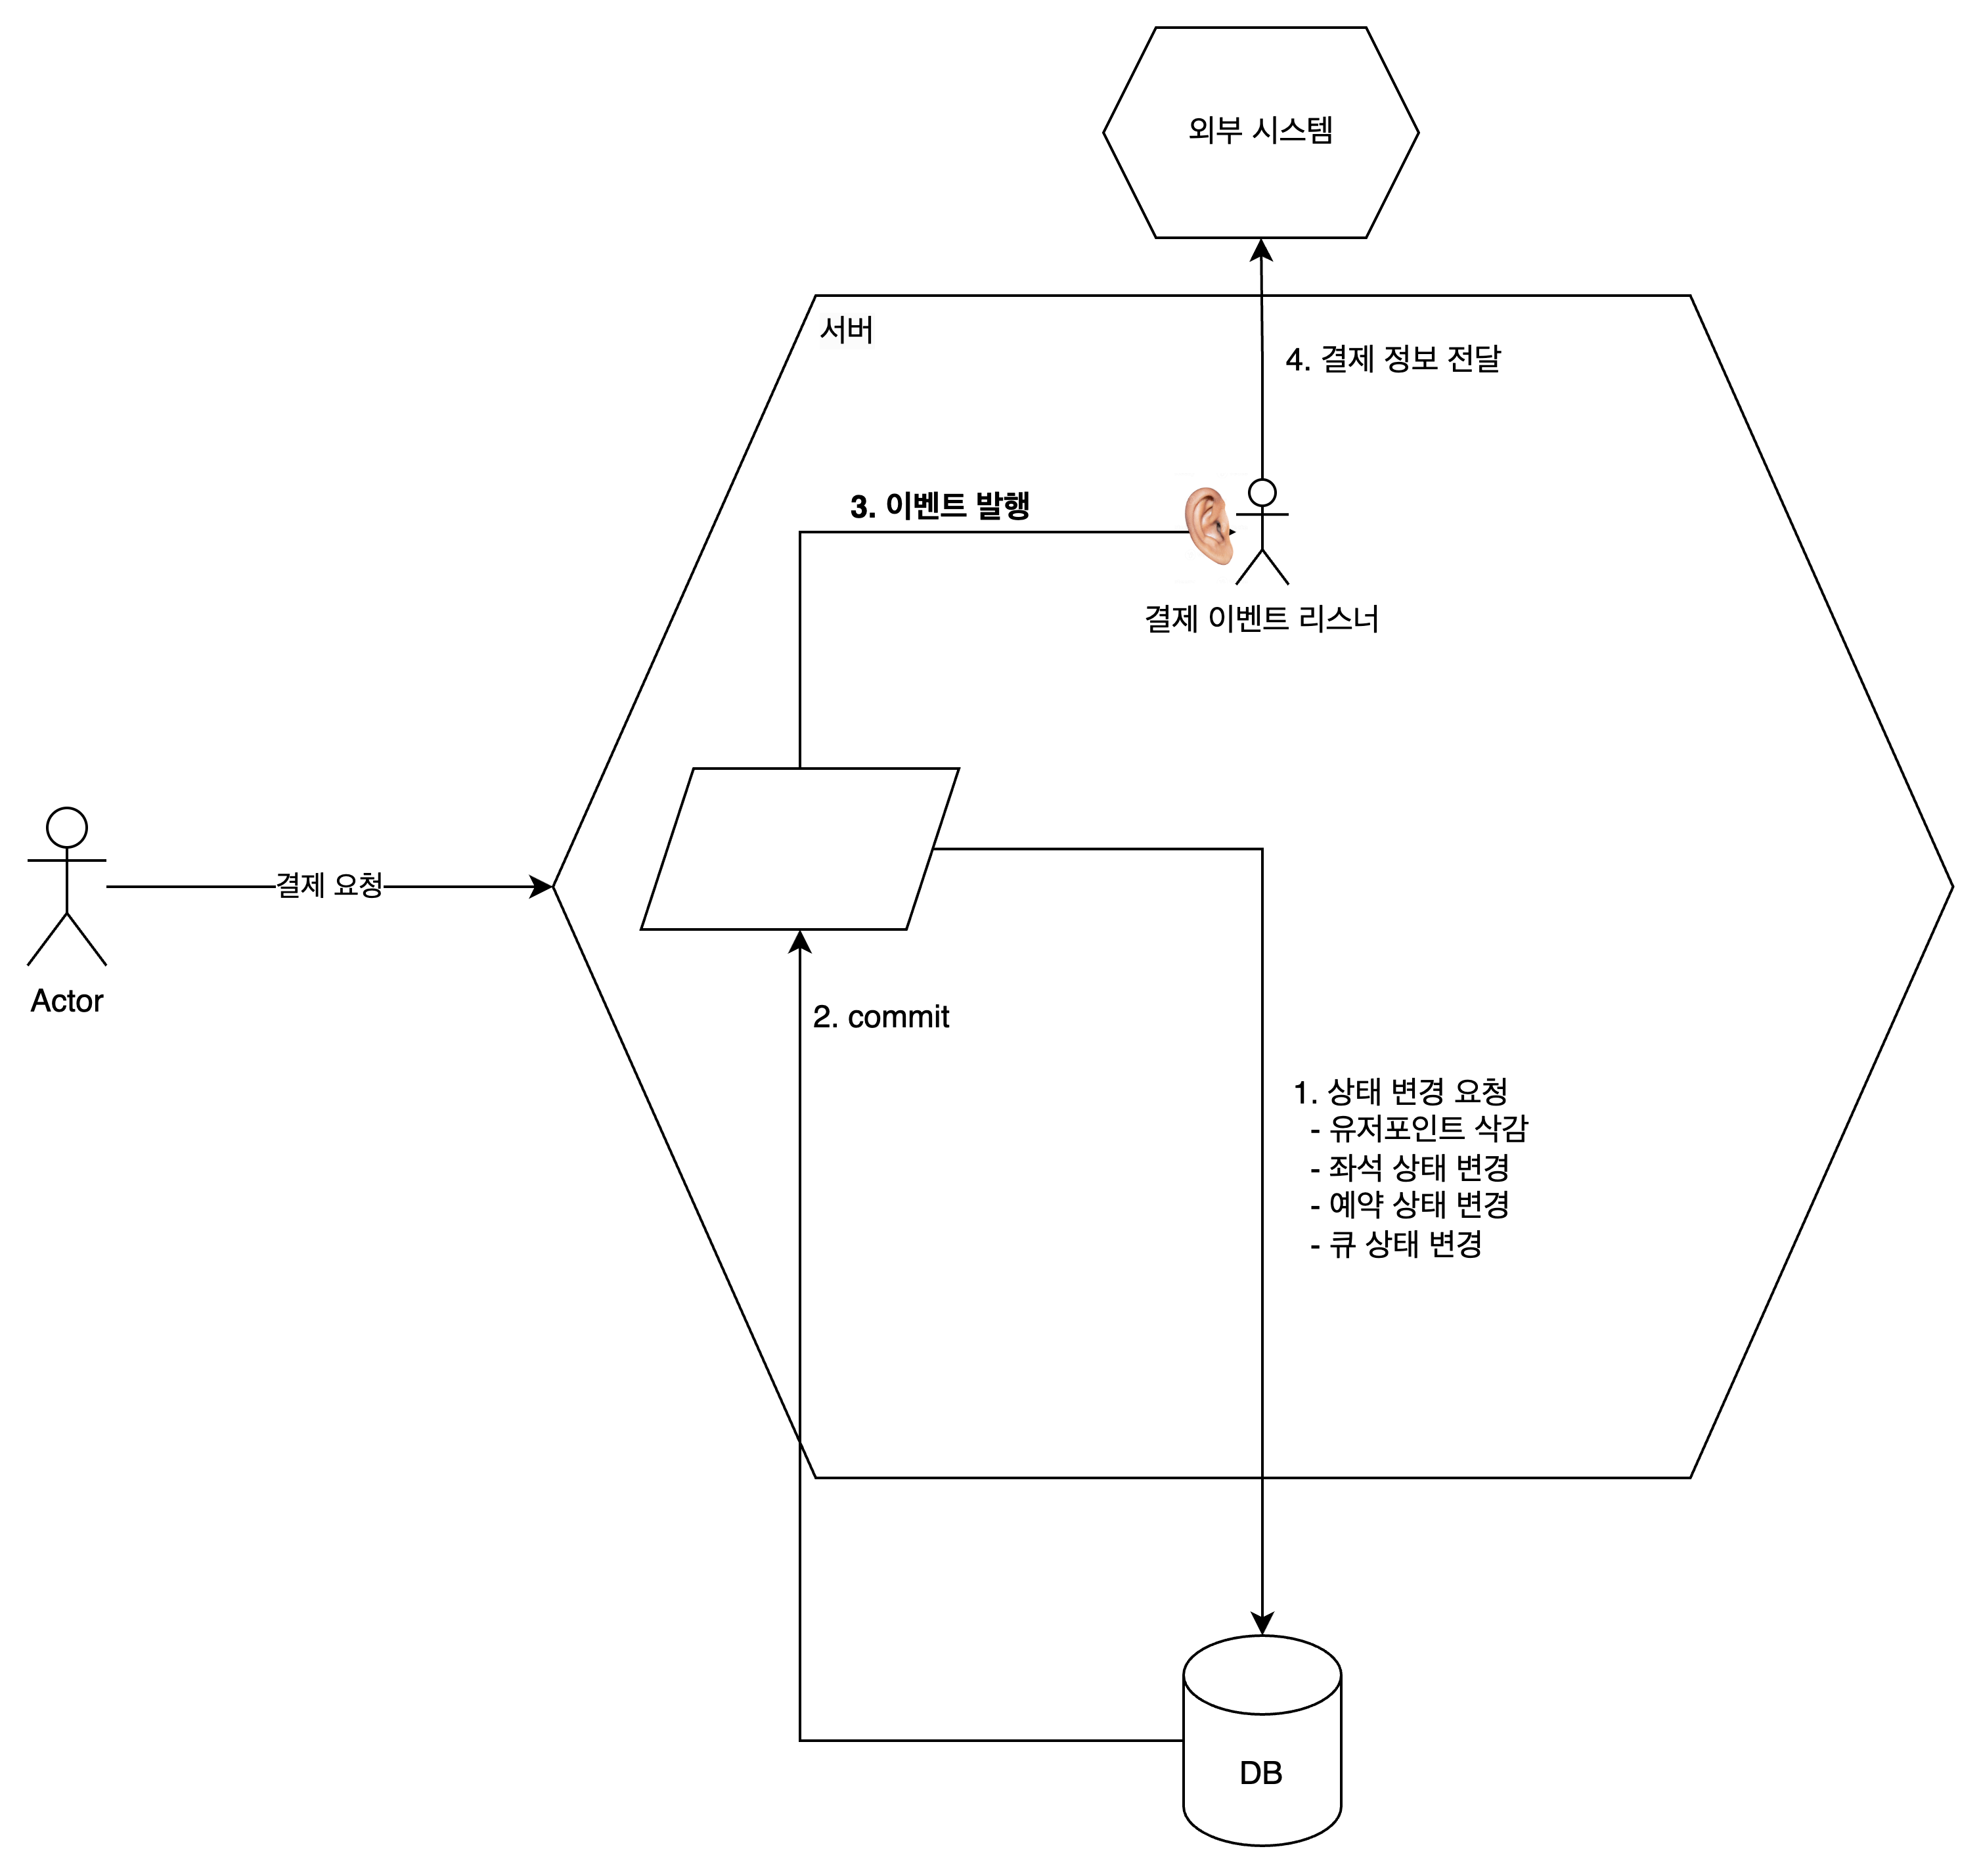 외부 시스템
서버
4. 결제 정보 전달
3. 이벤트 발행
결제 이벤트 리스너
결제 요청
Actor
2. commit
1. 상태 변경 요청
- 유저포인트 삭감
- 좌석 상태 변경
- 예약 상태 변경
- 큐 상태 변경
DB